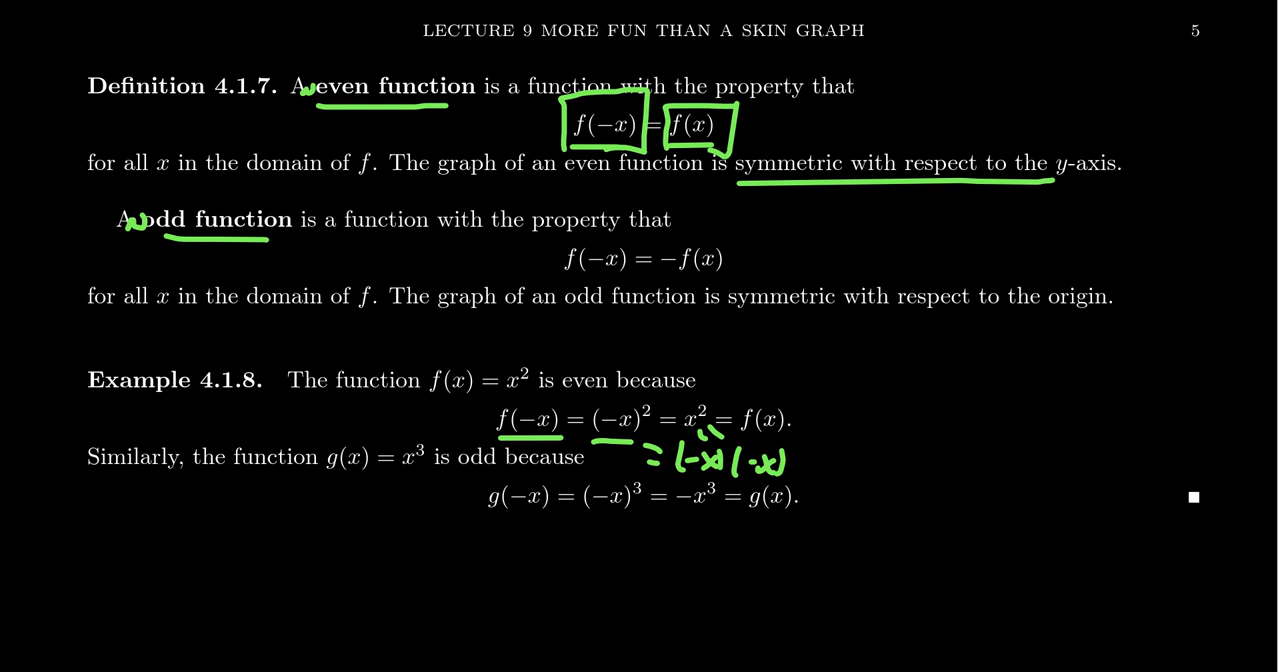 LECTURE 9 MORE FUN THAN A SKIN GRAPH 5
Definition 4.1.7. A n even function is a function with the property that
f(−x) = f(x)
for all x in the domain of f. The graph of an even function is symmetric with respect to the y-axis.
A n odd function is a function with the property that
f(−x) = −f(x)
for all x in the domain of f. The graph of an odd function is symmetric with respect to the origin.
Example 4.1.8. The function f(x) = x² is even because
f(−x) = (−x)² = x² = f(x).
Similarly, the function g(x) = x³ is odd because
= (-x)(-x)
g(−x) = (−x)³ = −x³ = g(x).